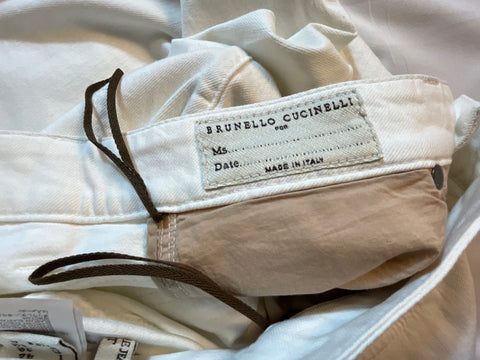 BRUNELLO CUCINELLI
FOR
Ms.
Date
MADE IN ITALY